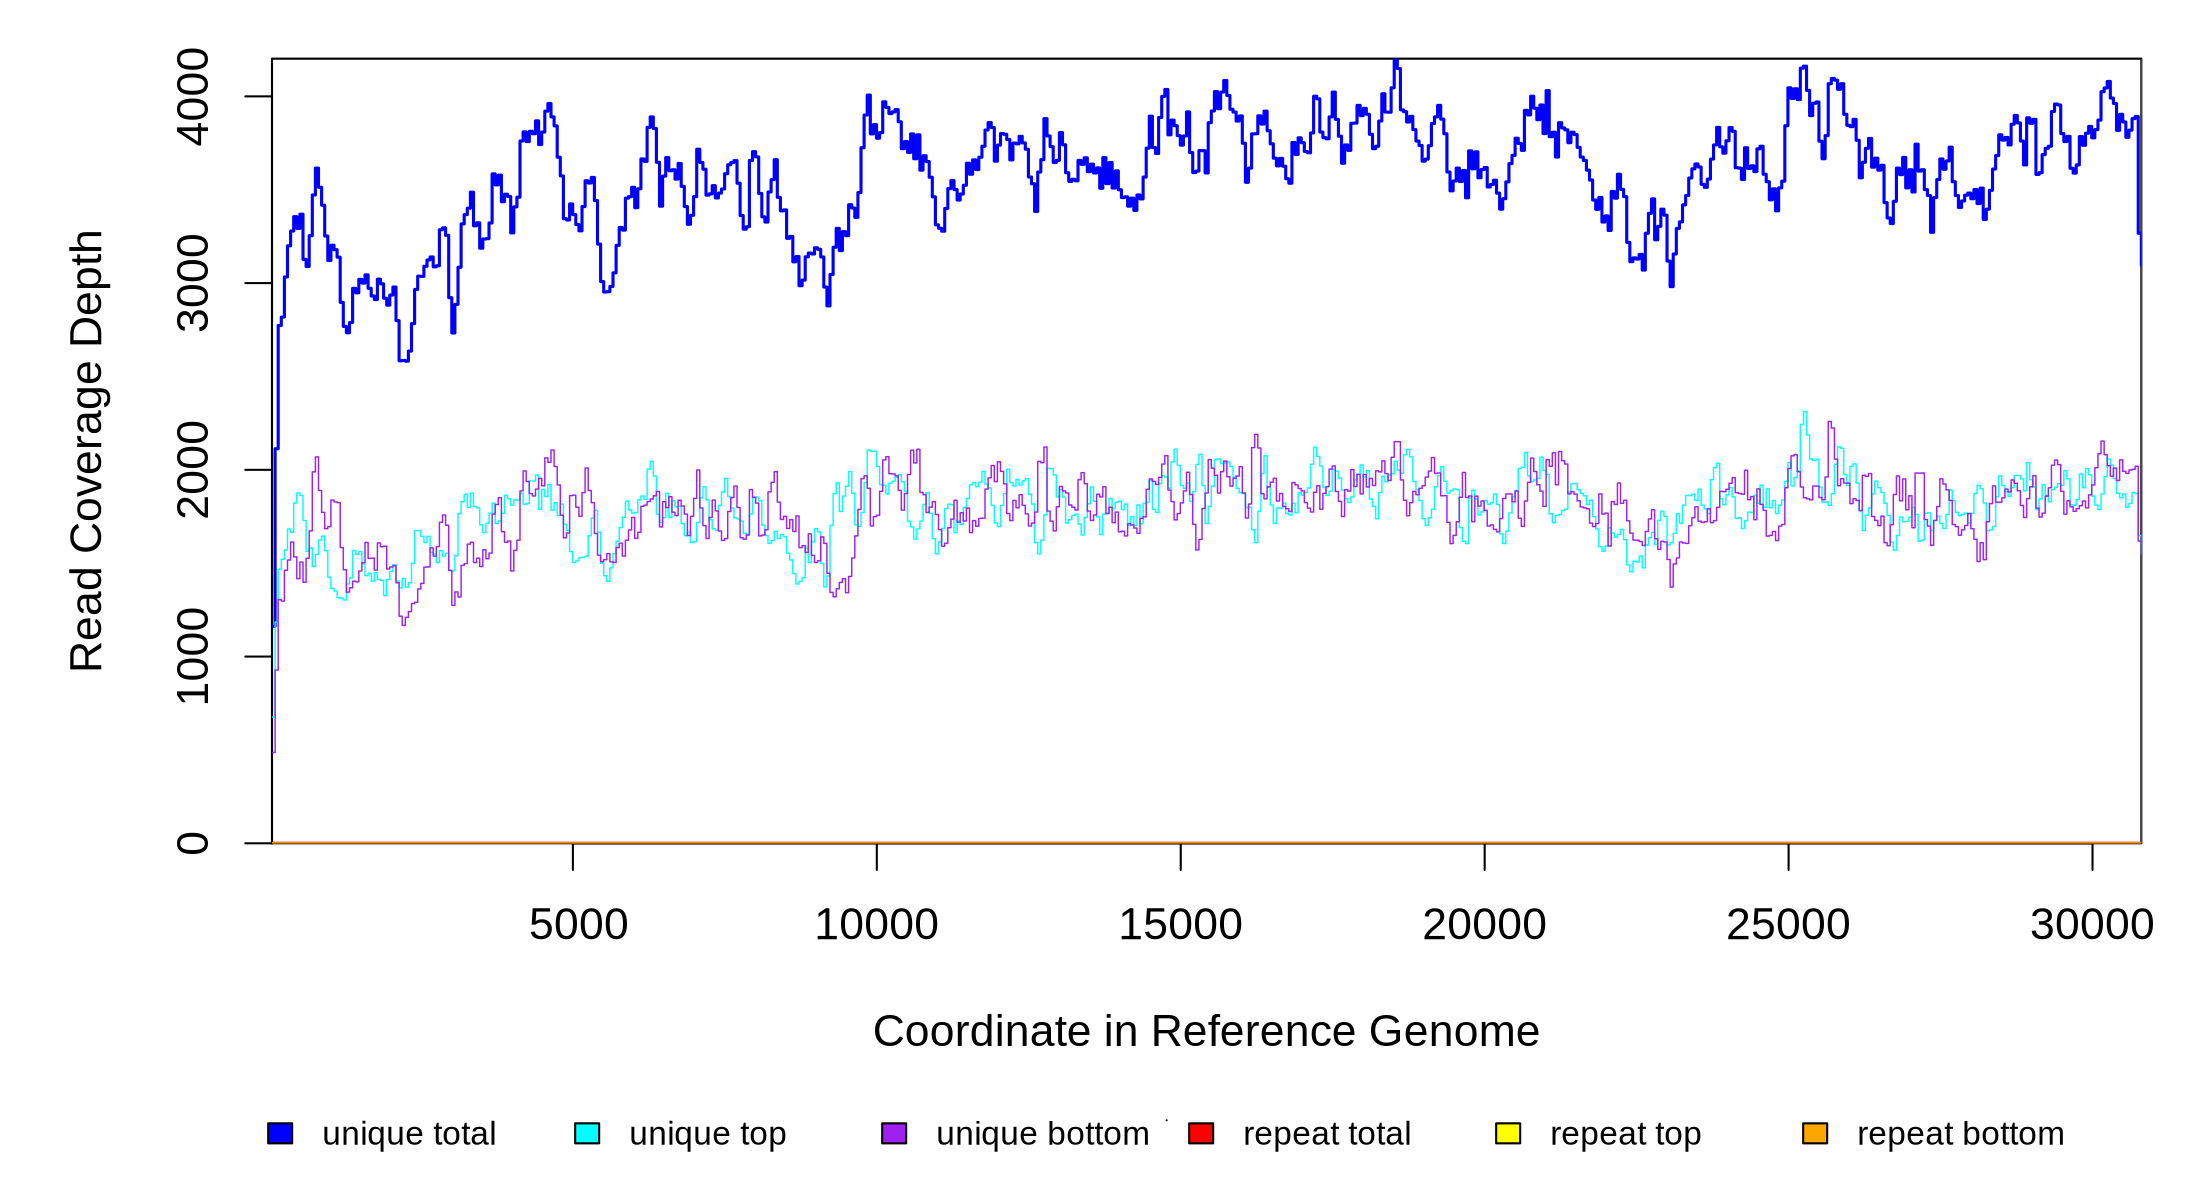 Read Coverage Depth
4000
3000
2000
1000
0
5000 10000 15000 20000 25000 30000
Coordinate in Reference Genome
unique total unique top unique bottom repeat total repeat top repeat bottom